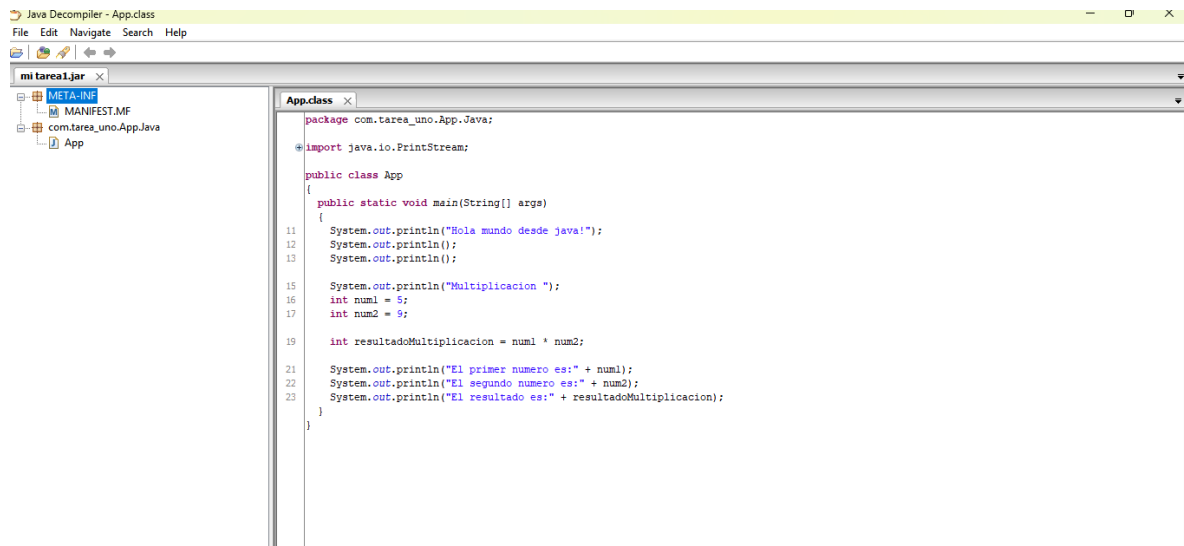 Java Decompiler - App.class
File Edit Navigate Search Help
mi tarea1.jar
META-INF
MANIFEST.MF
com.tarea_uno.App.Java
App
App.class
package com.tarea_uno.App.Java;
import java.io.PrintStream;
public class App
{
public static void main(String[] args)
{
11 System.out.println("Hola mundo desde java!");
12 System.out.println();
13 System.out.println();
15 System.out.println("Multiplicacion ");
16 int num1 = 5;
17 int num2 = 9;
19 int resultadoMultiplicacion = num1 * num2;
21 System.out.println("El primer numero es:" + num1);
22 System.out.println("El segundo numero es:" + num2);
23 System.out.println("El resultado es:" + resultadoMultiplicacion);
}
}